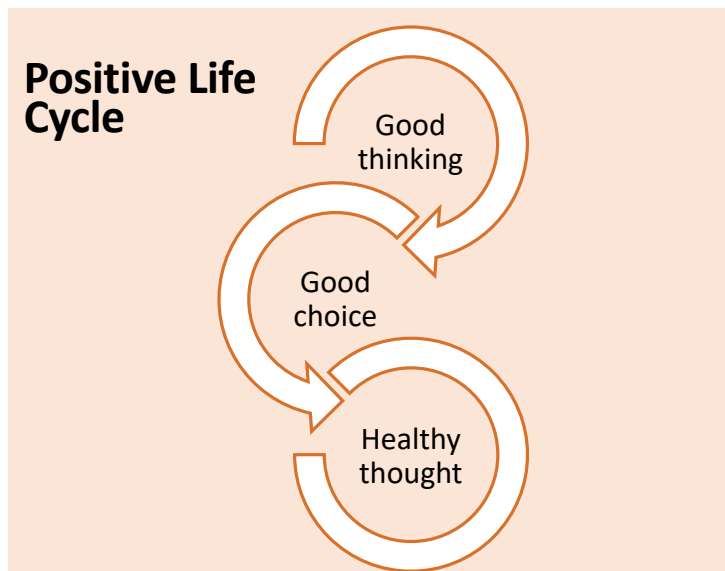 Positive Life
Cycle
Good
thinking
Good
choice
Healthy
thought